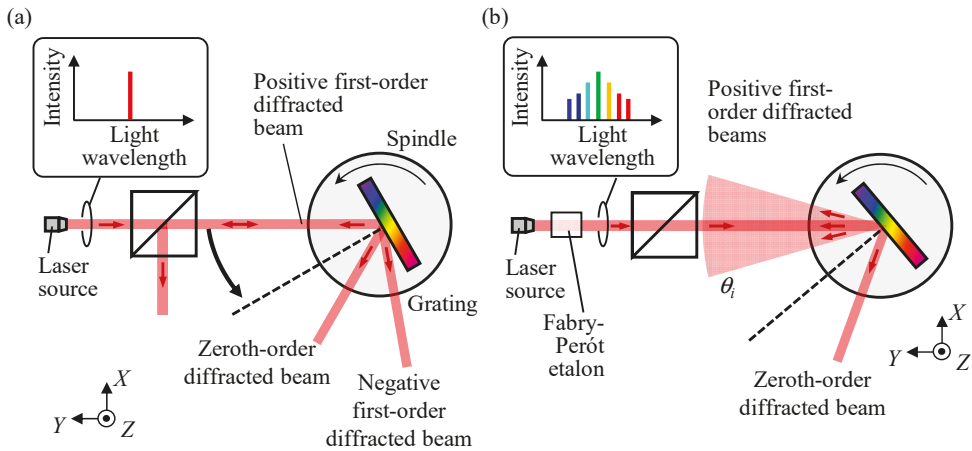 (a)
Intensity
Light
wavelength
Positive first-order
diffracted
beam
Spindle
Laser
source
Grating
Zeroth-order
diffracted beam
Negative
first-order
diffracted beam
X
Y
Z
(b)
Intensity
Light
wavelength
Positive first-
order diffracted
beams
Spindle
Laser
source
θi
Fabry-
Perót
etalon
Zeroth-order
diffracted beam
X
Y
Z